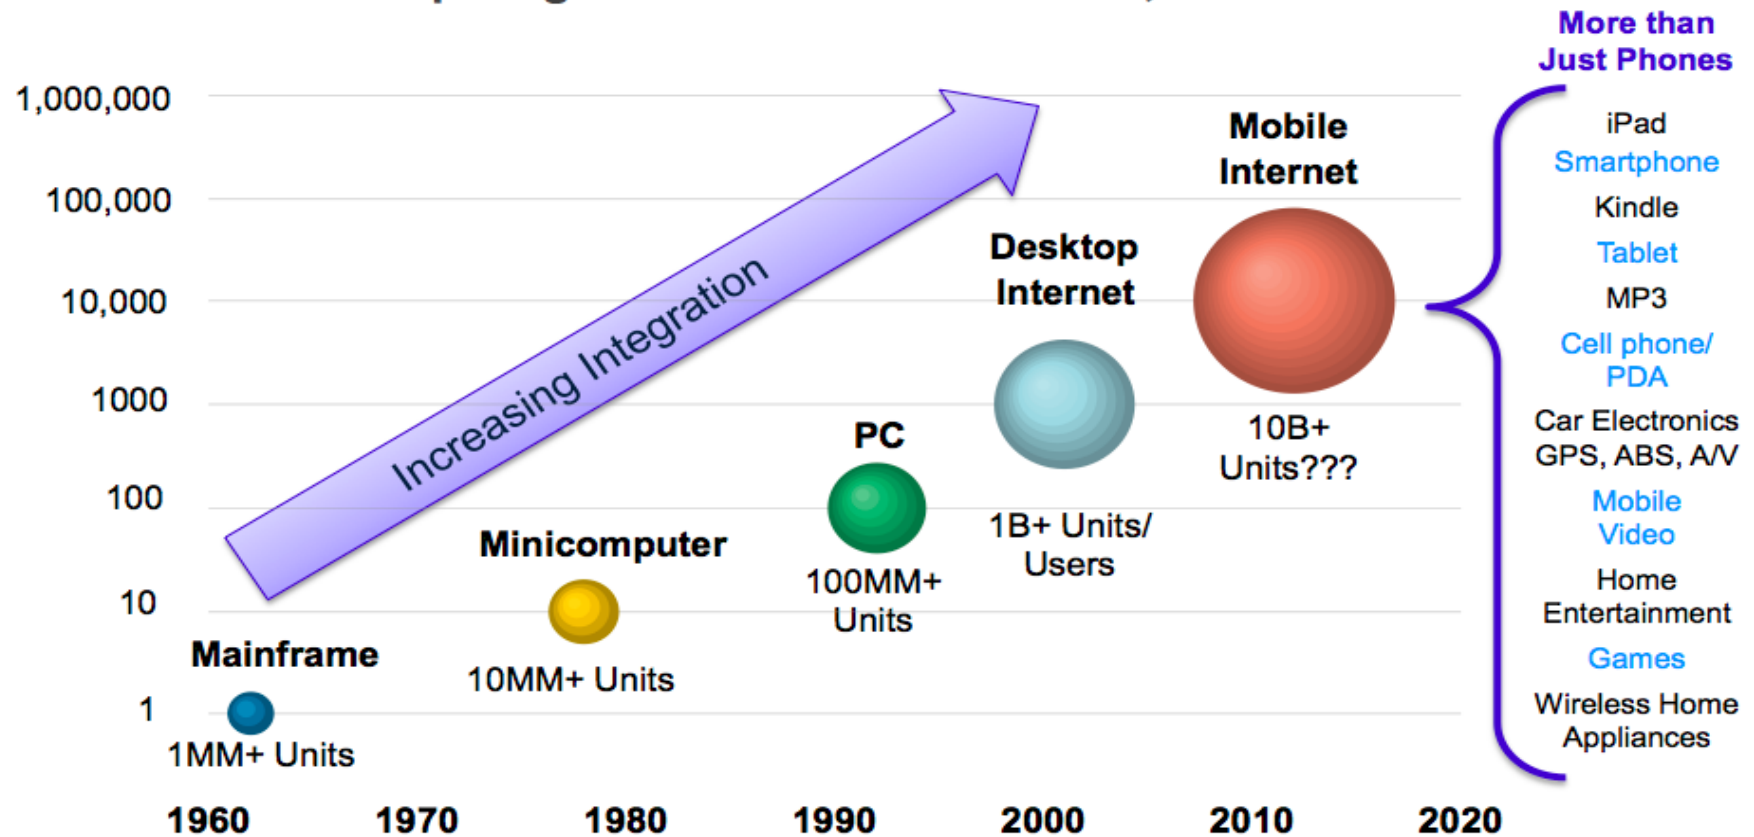 More than
Just Phones
1,000,000
100,000
10,000
1000
100
10
1
Increasing Integration
Mainframe
1MM+ Units
Minicomputer
10MM+ Units
PC
100MM+
Units
Desktop
Internet
1B+ Units/
Users
Mobile
Internet
10B+
Units???
iPad
Smartphone
Kindle
Tablet
MP3
Cell phone/
PDA
Car Electronics
GPS, ABS, A/V
Mobile
Video
Home
Entertainment
Games
Wireless Home
Appliances
1960
1970
1980
1990
2000
2010
2020